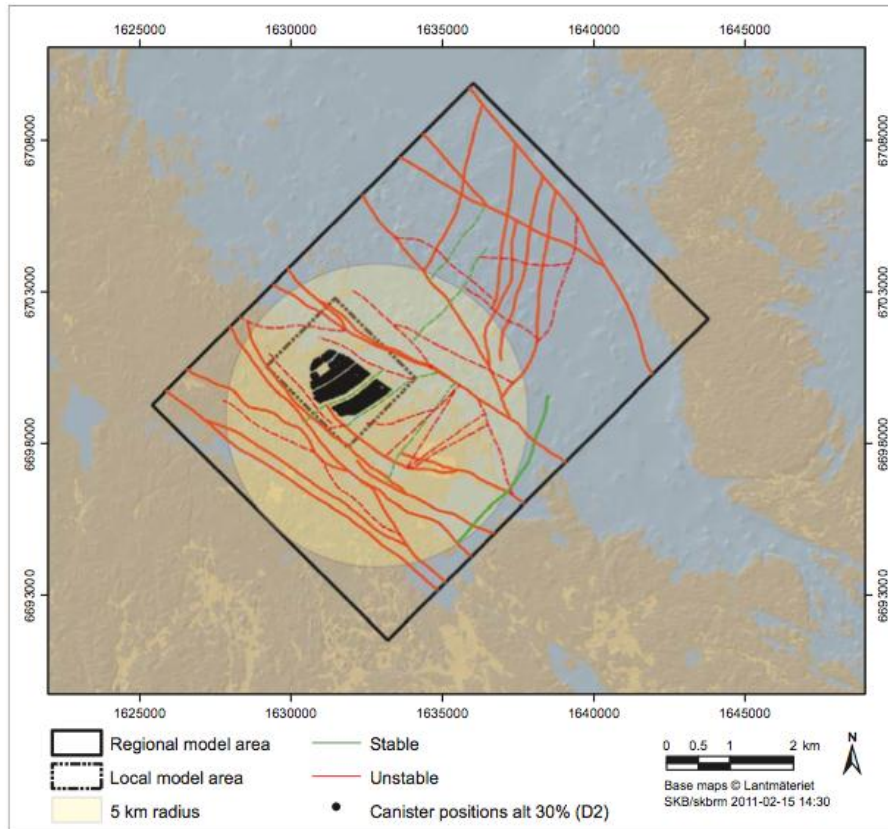 1625000 1630000 1635000 1640000 1645000
6708000 6708000
6703000 6703000
6698000 6698000
6693000 6693000
1625000 1630000 1635000 1640000 1645000
Regional model area
Local model area
5 km radius
Stable
Unstable
Canister positions alt 30% (D2)
0 0.5 1 2 km
N
Base maps © Lantmäteriet
SKB/skbrm 2011-02-15 14:30